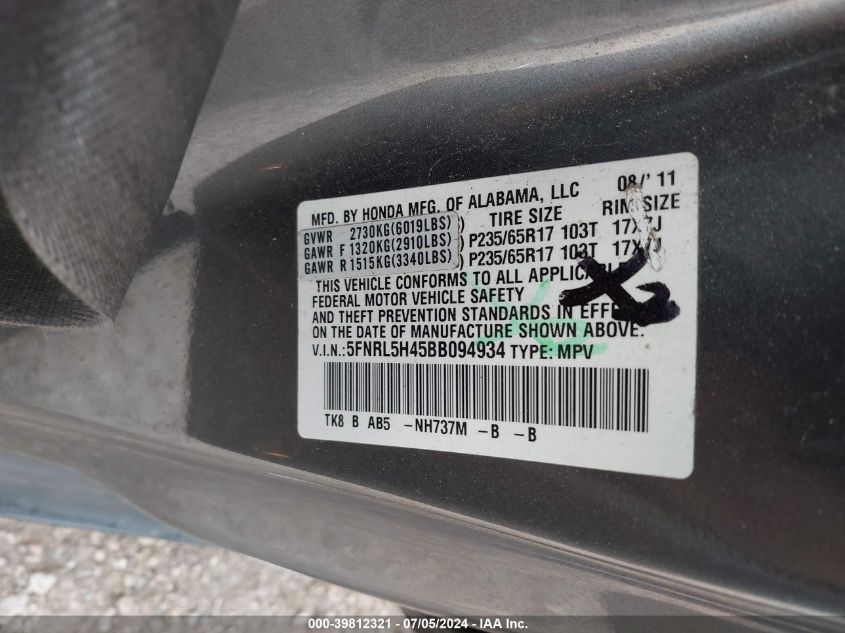 MFD. BY HONDA MFG. OF ALABAMA, LLC 08/'11
TIRE SIZE RIM SIZE
GVWR 2730KG(6019LBS)
GAWR F 1320KG(2910LBS) P235/65R17 103T 17X7J
GAWR R 1515KG(3340LBS) P235/65R17 103T 17X7J
THIS VEHICLE CONFORMS TO ALL
FEDERAL MOTOR VEHICLE SAFETY
AND THEFT PREVENTION STANDARDS IN
ON THE DATE OF MANUFACTURE SHOWN ABOVE.
V.I.N.:5FNRL5H45BB094934 TYPE: MPV
TK8 B AB5 -NH737M -B -B
000-39812321 / 07/05/2024 - IAA Inc.